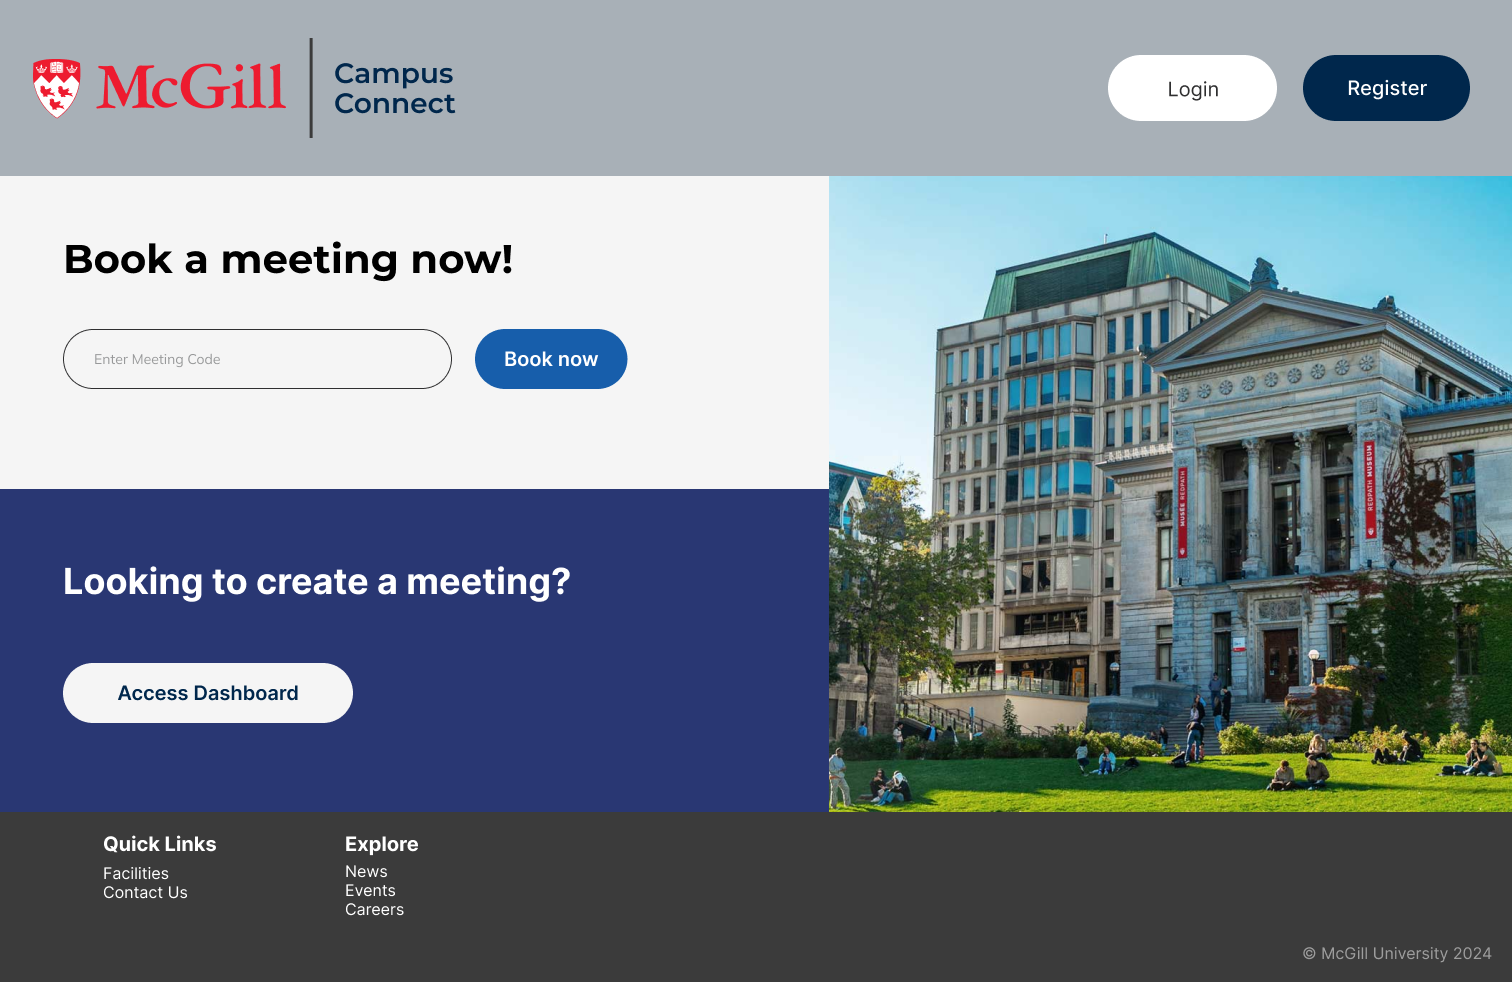 McGill
Campus
Connect
Login
Register
Book a meeting now!
Enter Meeting Code
Book now
Looking to create a meeting?
Access Dashboard
MUSÉE REDPATH
REDPATH MUSEUM
Quick Links
Facilities
Contact Us
Explore
News
Events
Careers
© McGill University 2024